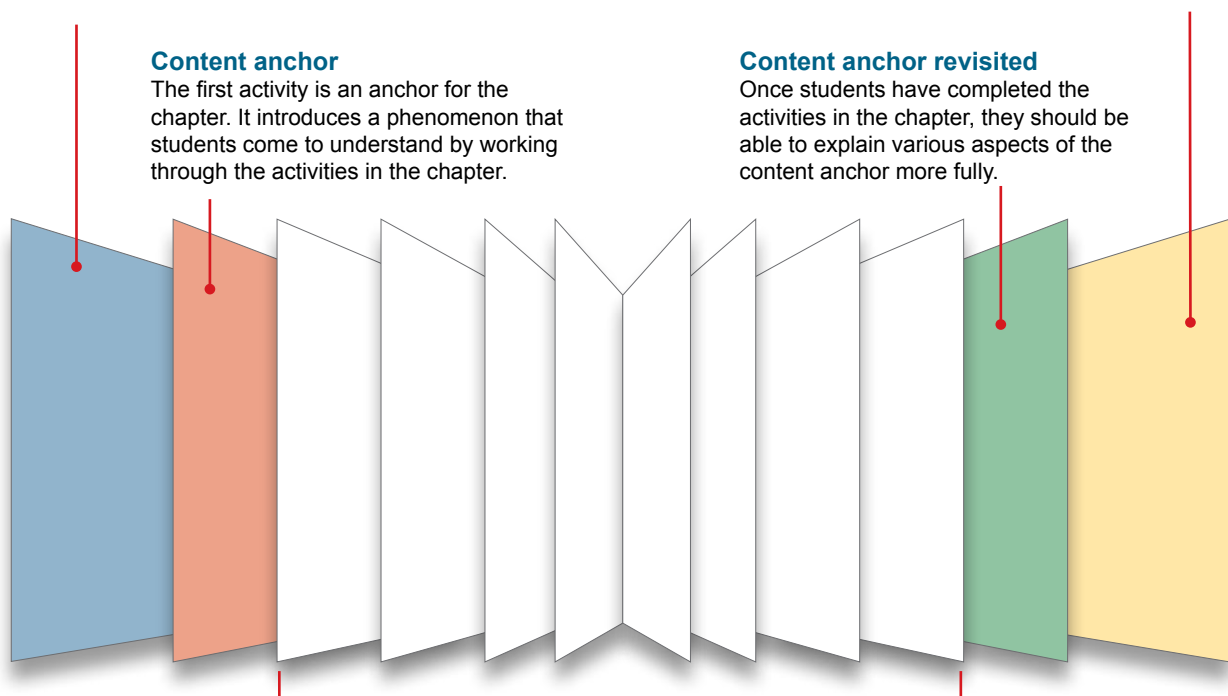 Content anchor
The first activity is an anchor for the
chapter. It introduces a phenomenon that
students come to understand by working
through the activities in the chapter.
Content anchor revisited
Once students have completed the
activities in the chapter, they should be
able to explain various aspects of the
content anchor more fully.